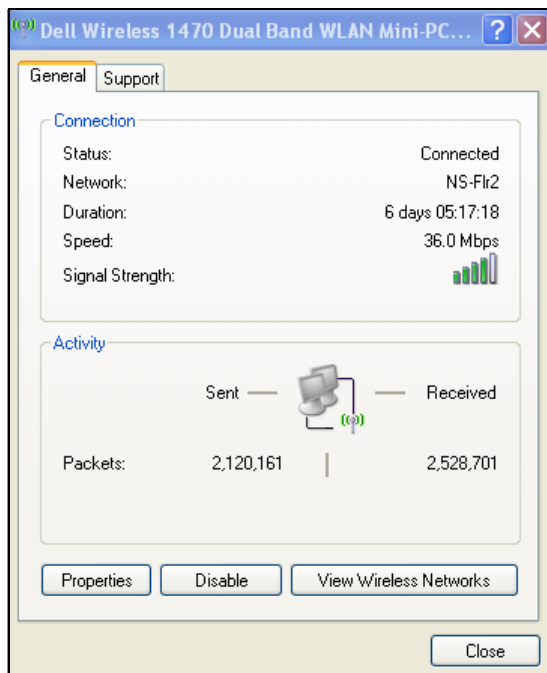 Dell Wireless 1470 Dual Band WLAN Mini-PC...
General Support
Connection
Status: Connected
Network: NS-Flr2
Duration: 6 days 05:17:18
Speed: 36.0 Mbps
Signal Strength:
Activity
Sent Received
Packets: 2,120,161 2,528,701
Properties Disable View Wireless Networks
Close